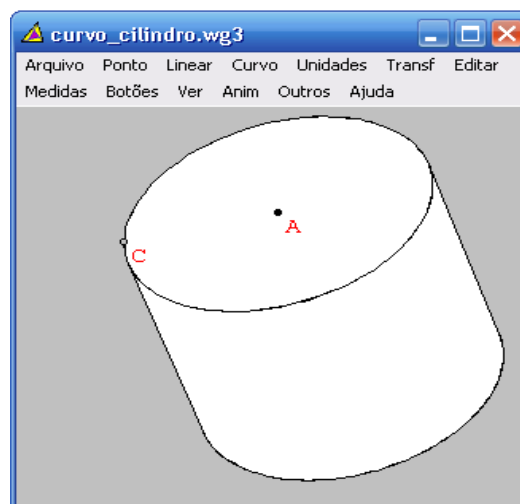 curvo_cilindro.wg3
Arquivo Ponto Linear Curvo Unidades Transf Editar
Medidas Botões Ver Anim Outros Ajuda
A
C